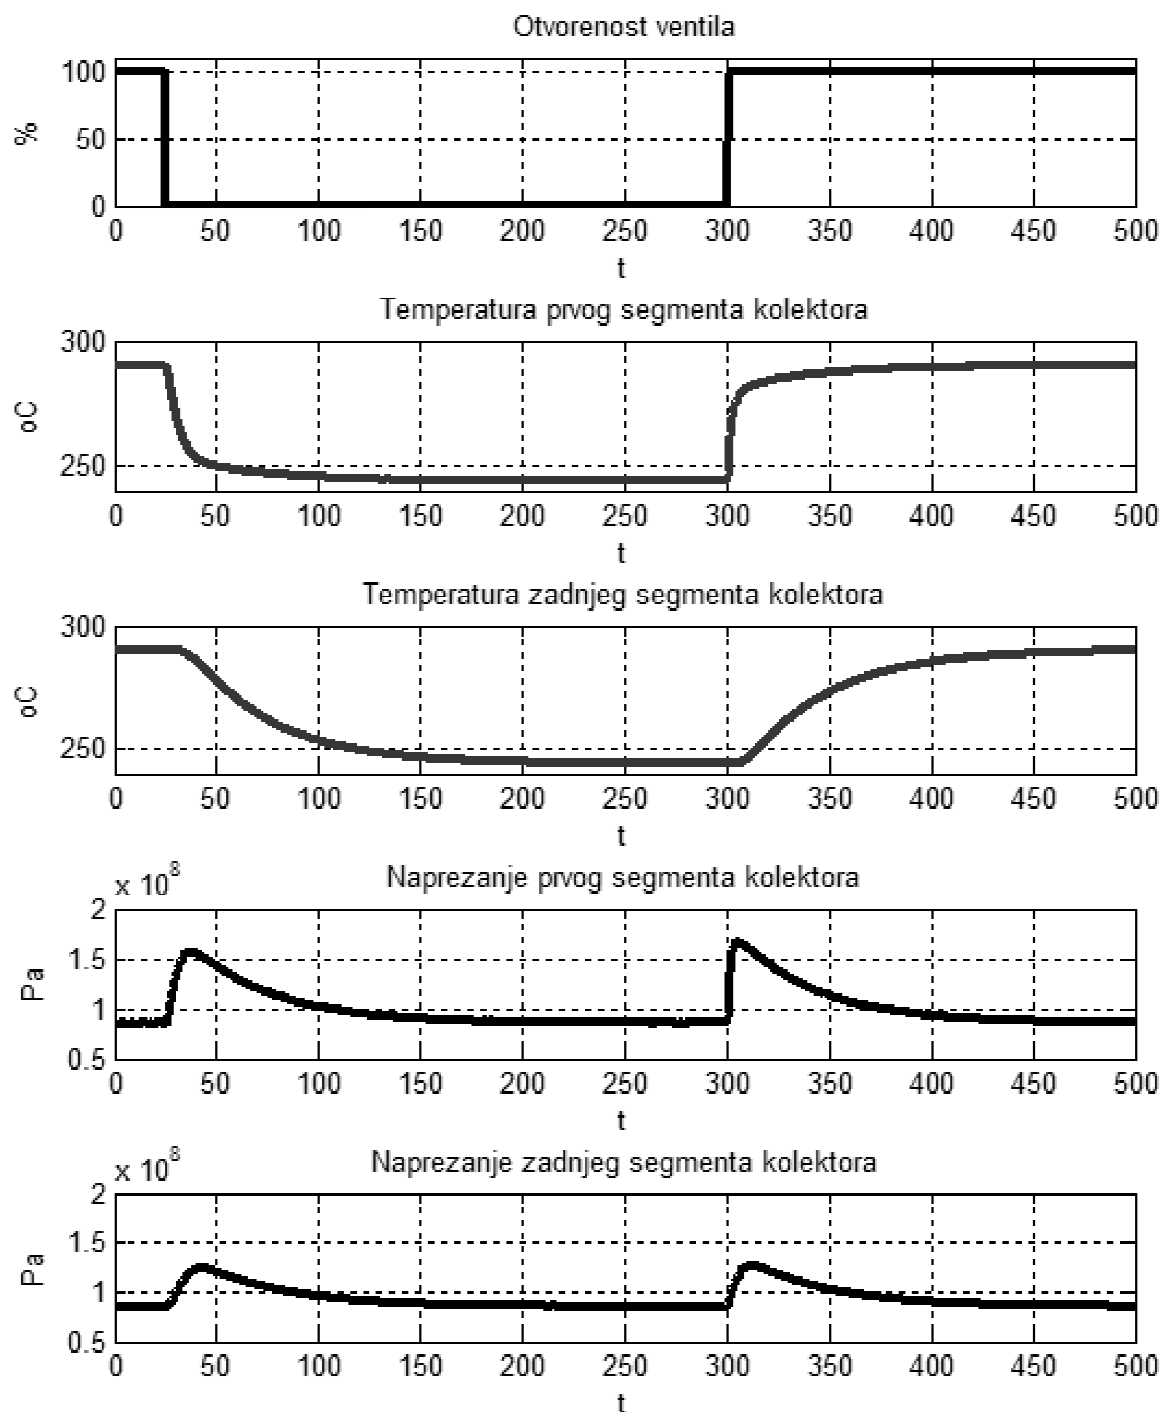 Otvorenost ventila
100
50
0
%
0 50 100 150 200 250 300 350 400 450 500
t
Temperatura prvog segmenta kolektora
300
250
oC
0 50 100 150 200 250 300 350 400 450 500
t
Temperatura zadnjeg segmenta kolektora
300
250
oC
0 50 100 150 200 250 300 350 400 450 500
t
x 10^8
Naprezanje prvog segmenta kolektora
2
1.5
1
0.5
Pa
0 50 100 150 200 250 300 350 400 450 500
t
x 10^8
Naprezanje zadnjeg segmenta kolektora
2
1.5
1
0.5
Pa
0 50 100 150 200 250 300 350 400 450 500
t